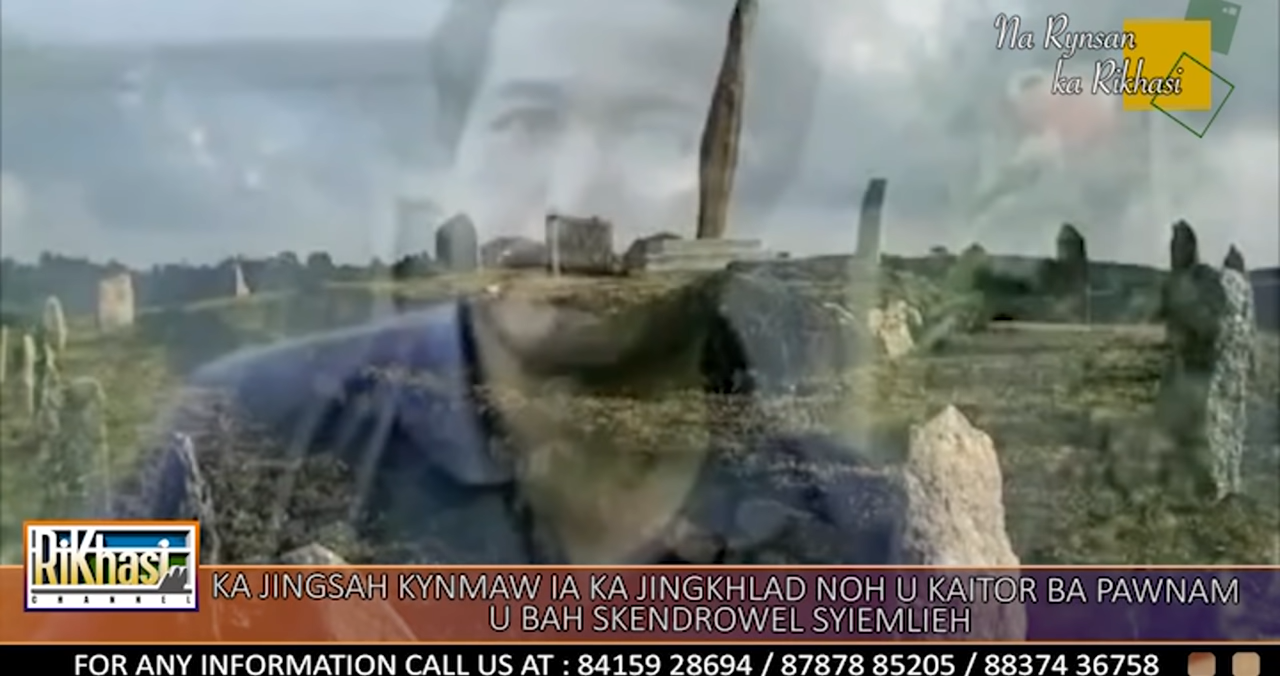 Na Rynsan
ka Rikhasi
RiKhasi
CHANNEL
KA JINGSAH KYNMAW IA KA JINGKHLAD NOH U KAITOR BA PAWNAM
U BAH SKENDROWEL SYIEMLIEH
FOR ANY INFORMATION CALL US AT : 84159 28694 / 87878 85205 / 88374 36758